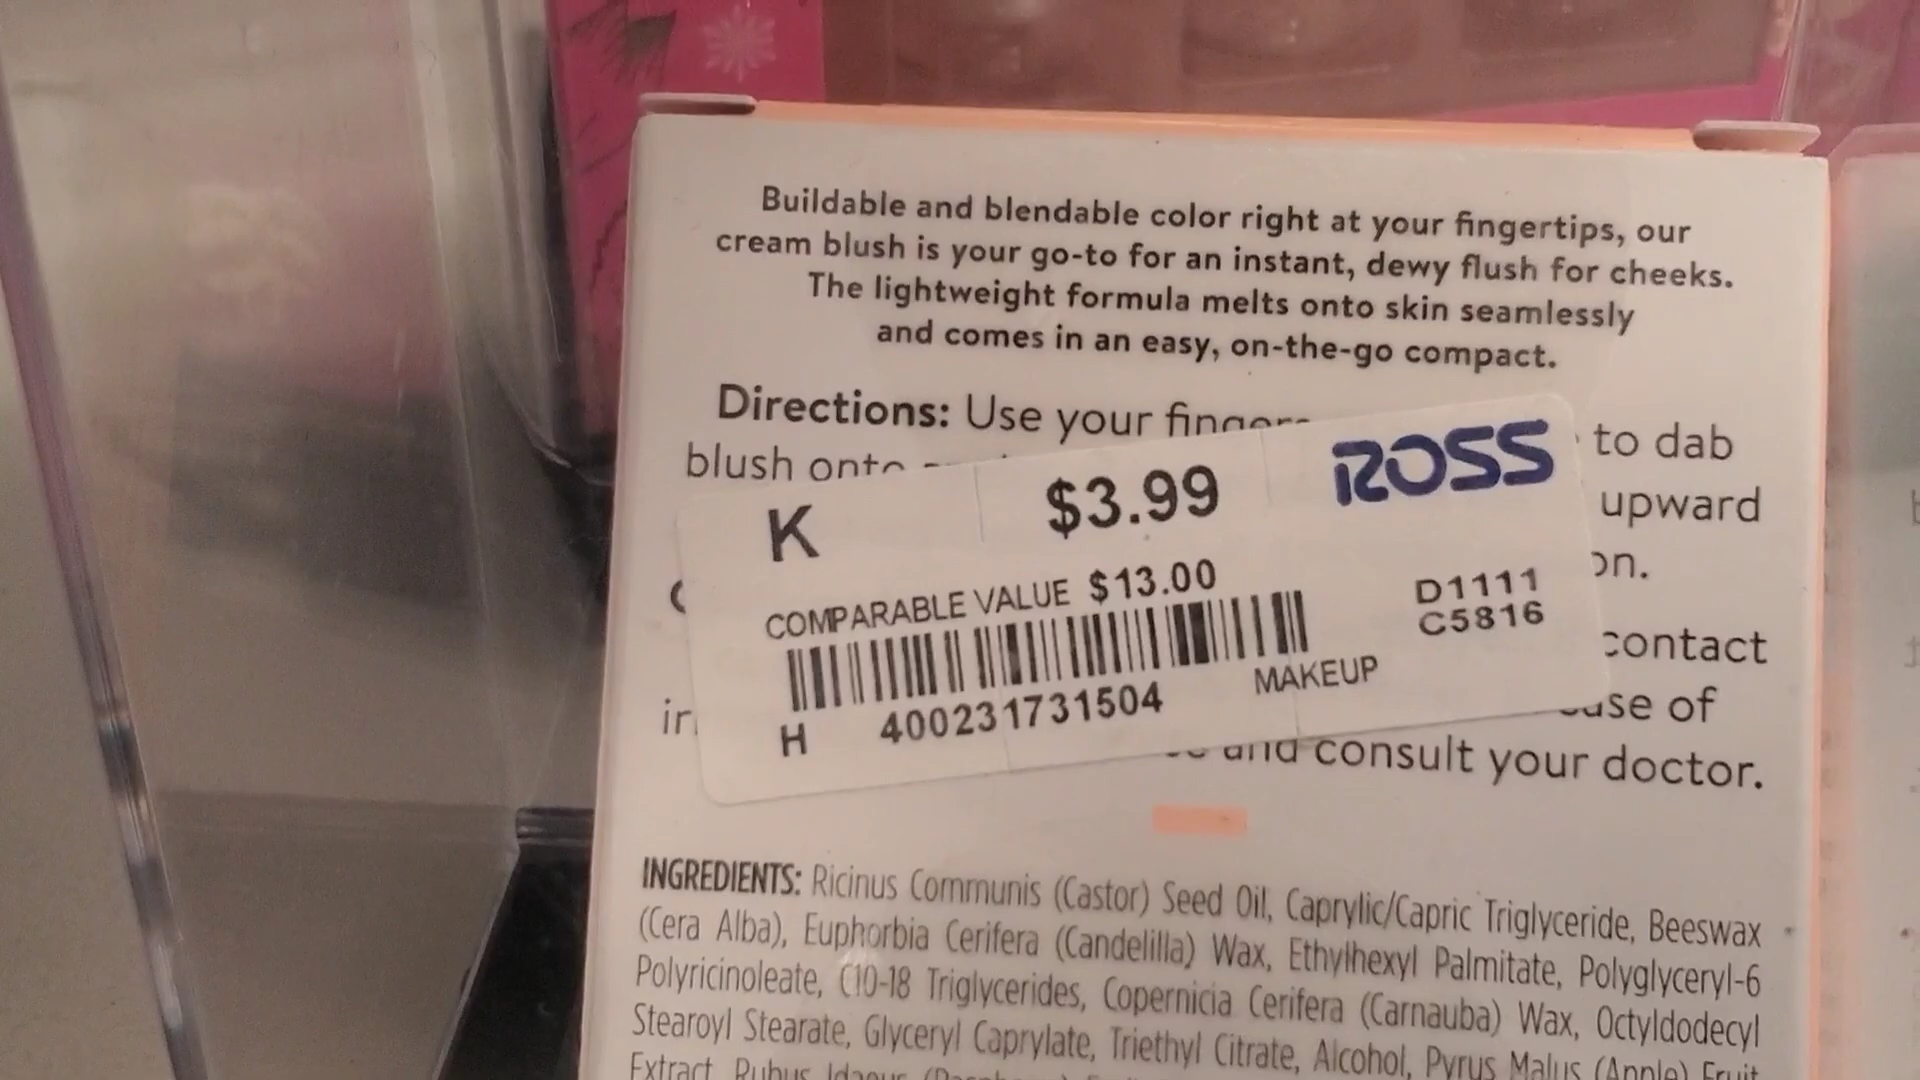 Buildable and blendable color right at your fingertips, our
cream blush is your go-to for an instant, dewy flush for cheeks.
The lightweight formula melts onto skin seamlessly
and comes in an easy, on-the-go compact.
Directions: Use your to dab
blush upward
contact
of
and consult your doctor.
K $3.99 ROSS
COMPARABLE VALUE $13.00
D1111
C5816
MAKEUP
H 400231731504
INGREDIENTS: Ricinus Communis (Castor) Seed Oil, Caprylic/Capric Triglyceride, Beeswax
(Cera Alba), Euphorbia Cerifera (Candelilla) Wax, Ethylhexyl Palmitate, Polyglyceryl-6
Polyricinoleate, C10-18 Triglycerides, Copernicia Cerifera (Carnauba) Wax, Octyldodecyl
Stearoyl Stearate, Glyceryl Caprylate, Triethyl Citrate, Alcohol, Pyrus Malus (Apple) Fruit
Extract, Rubus